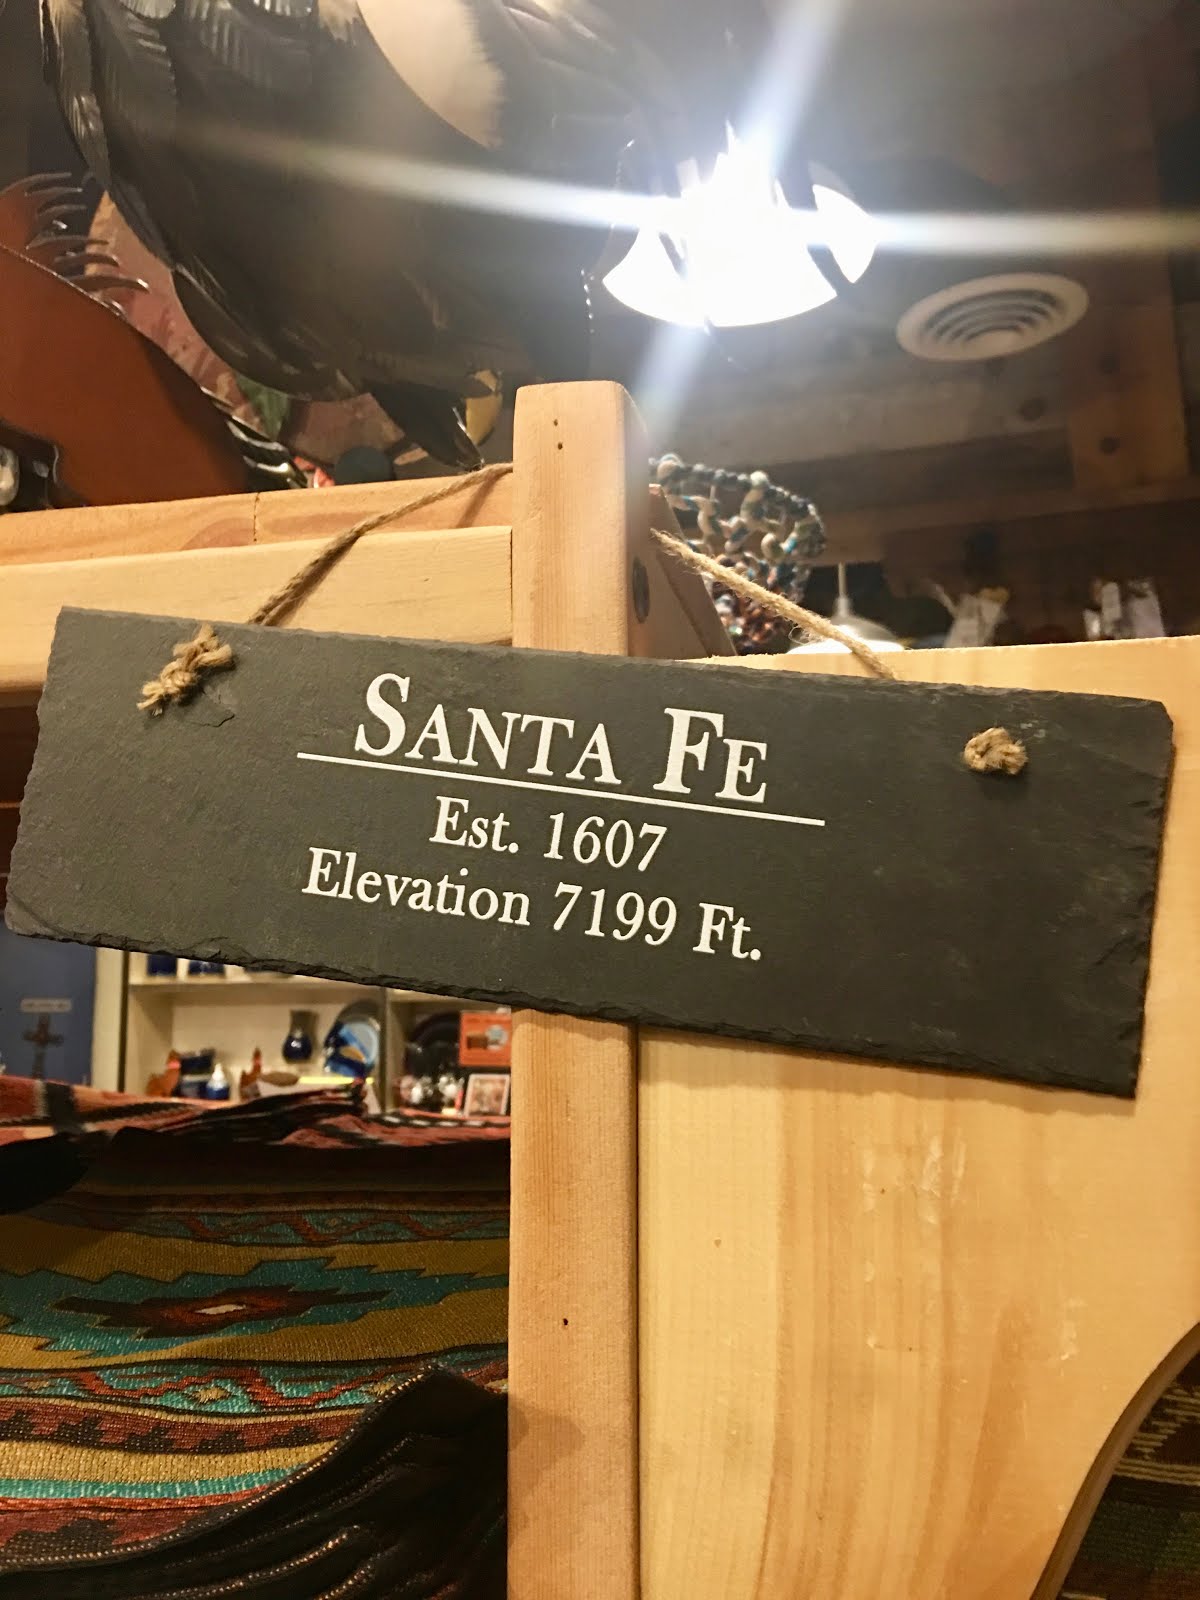 SANTA FE
Est. 1607
Elevation 7199 Ft.